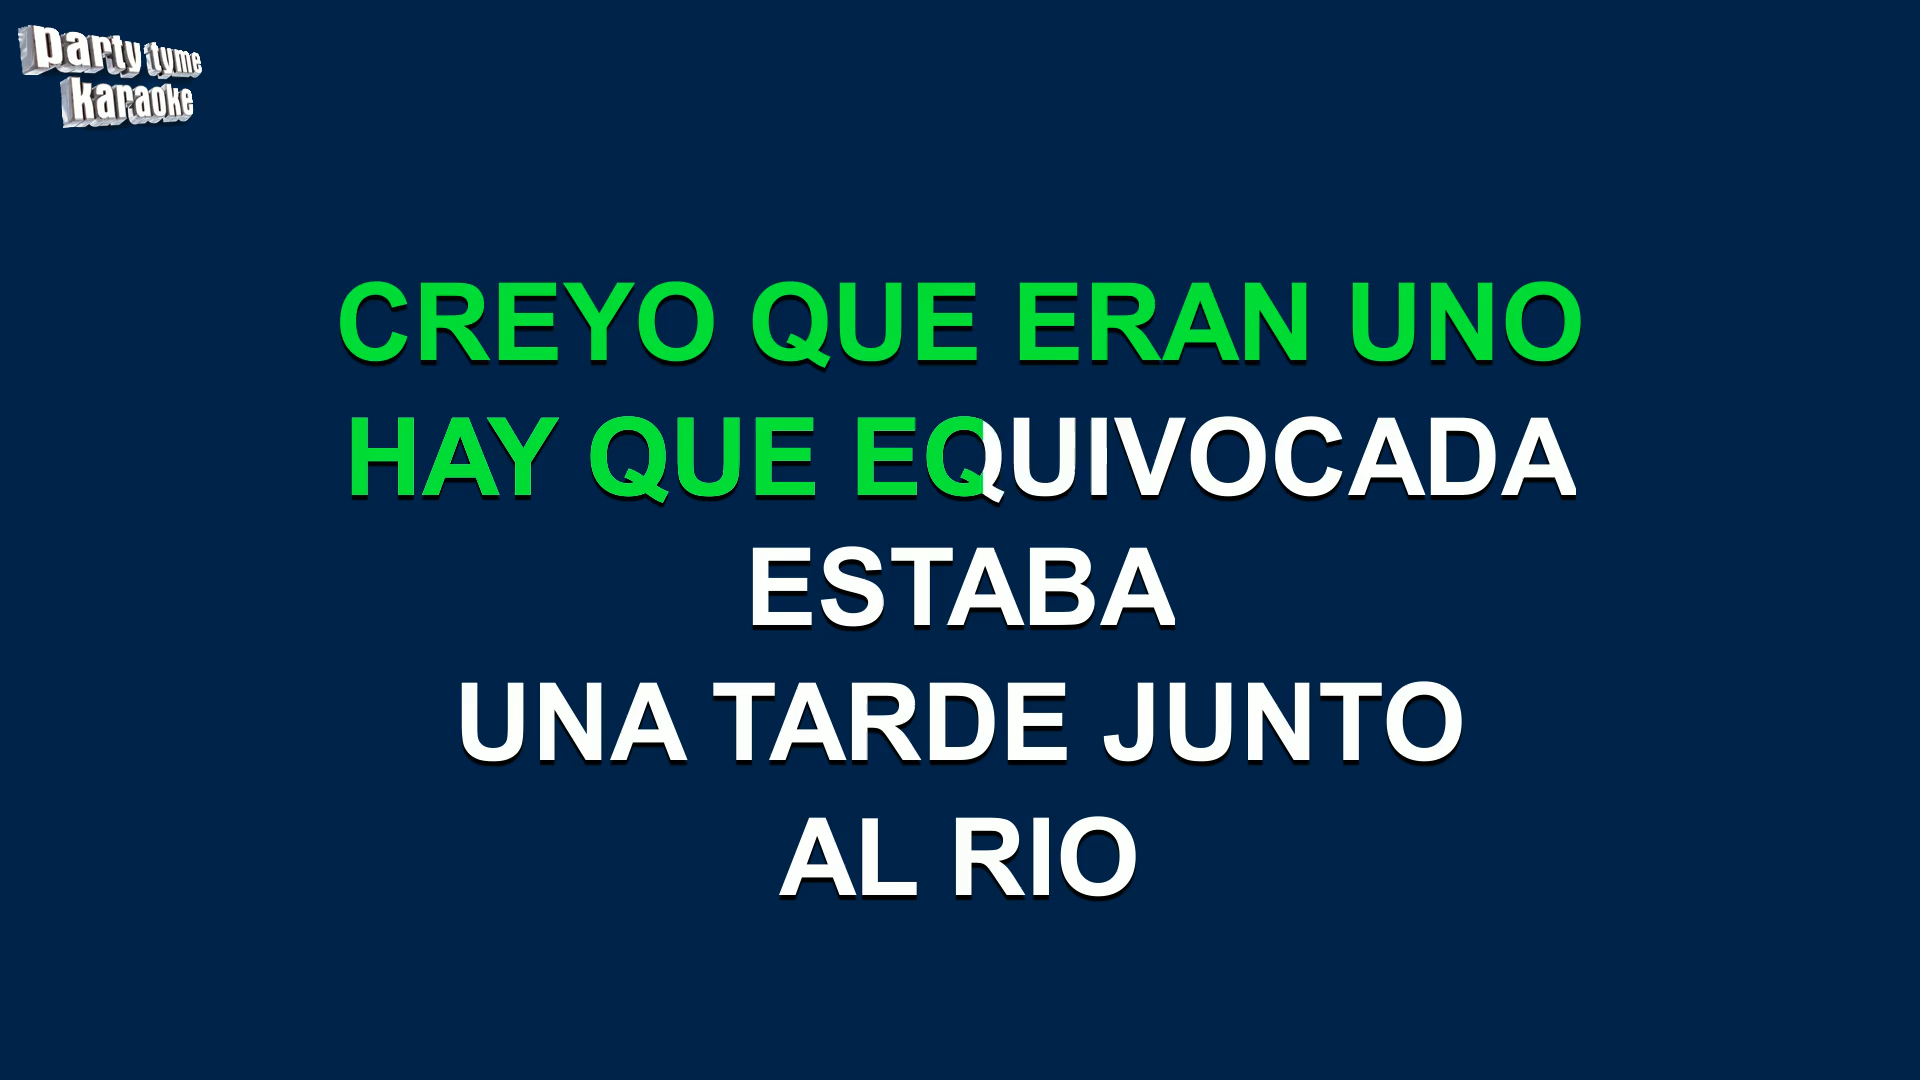 party tyme
karaoke
CREYO QUE ERAN UNO
HAY QUE EQUIVOCADA
ESTABA
UNA TARDE JUNTO
AL RIO